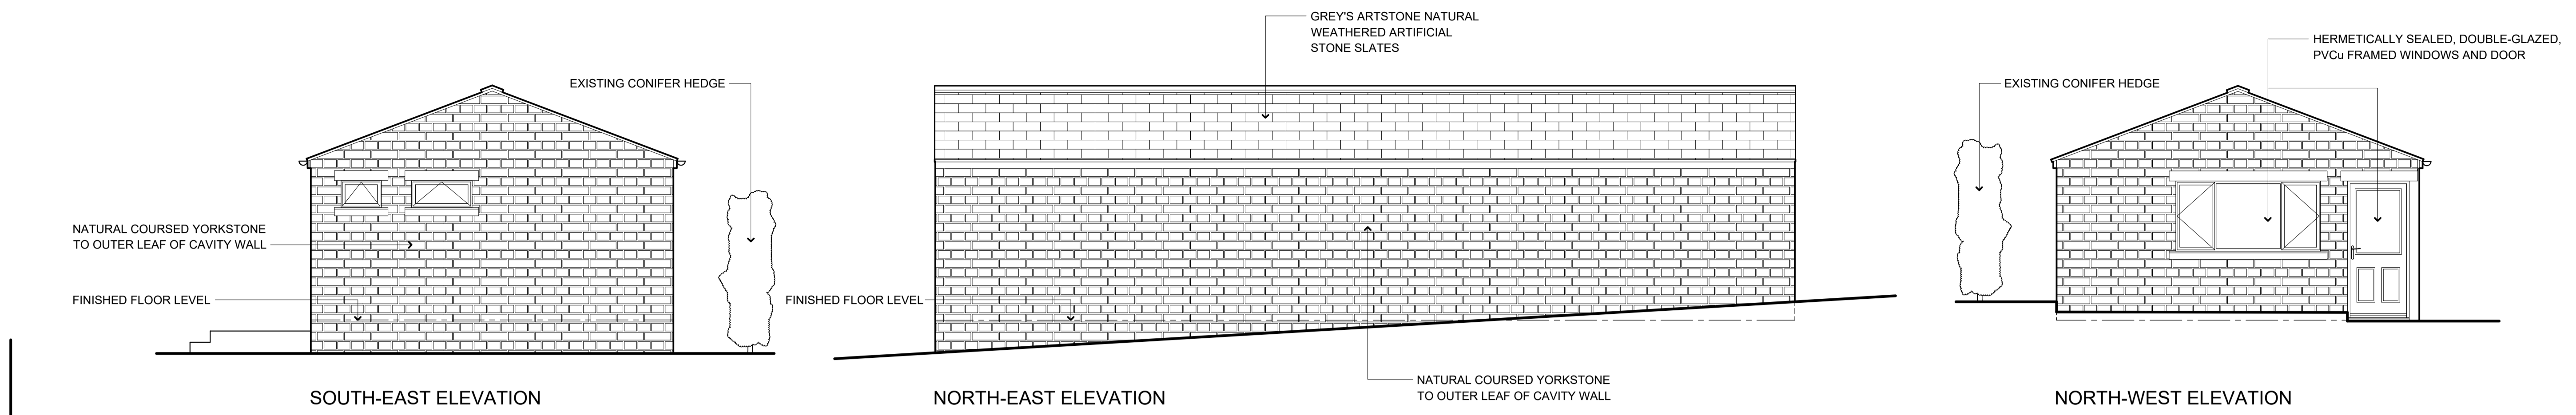 EXISTING CONIFER HEDGE
NATURAL COURSED YORKSTONE
TO OUTER LEAF OF CAVITY WALL
FINISHED FLOOR LEVEL
SOUTH-EAST ELEVATION
GREY'S ARTSTONE NATURAL
WEATHERED ARTIFICIAL
STONE SLATES
FINISHED FLOOR LEVEL
NATURAL COURSED YORKSTONE
TO OUTER LEAF OF CAVITY WALL
NORTH-EAST ELEVATION
HERMETICALLY SEALED, DOUBLE-GLAZED,
PVCu FRAMED WINDOWS AND DOOR
EXISTING CONIFER HEDGE
NORTH-WEST ELEVATION